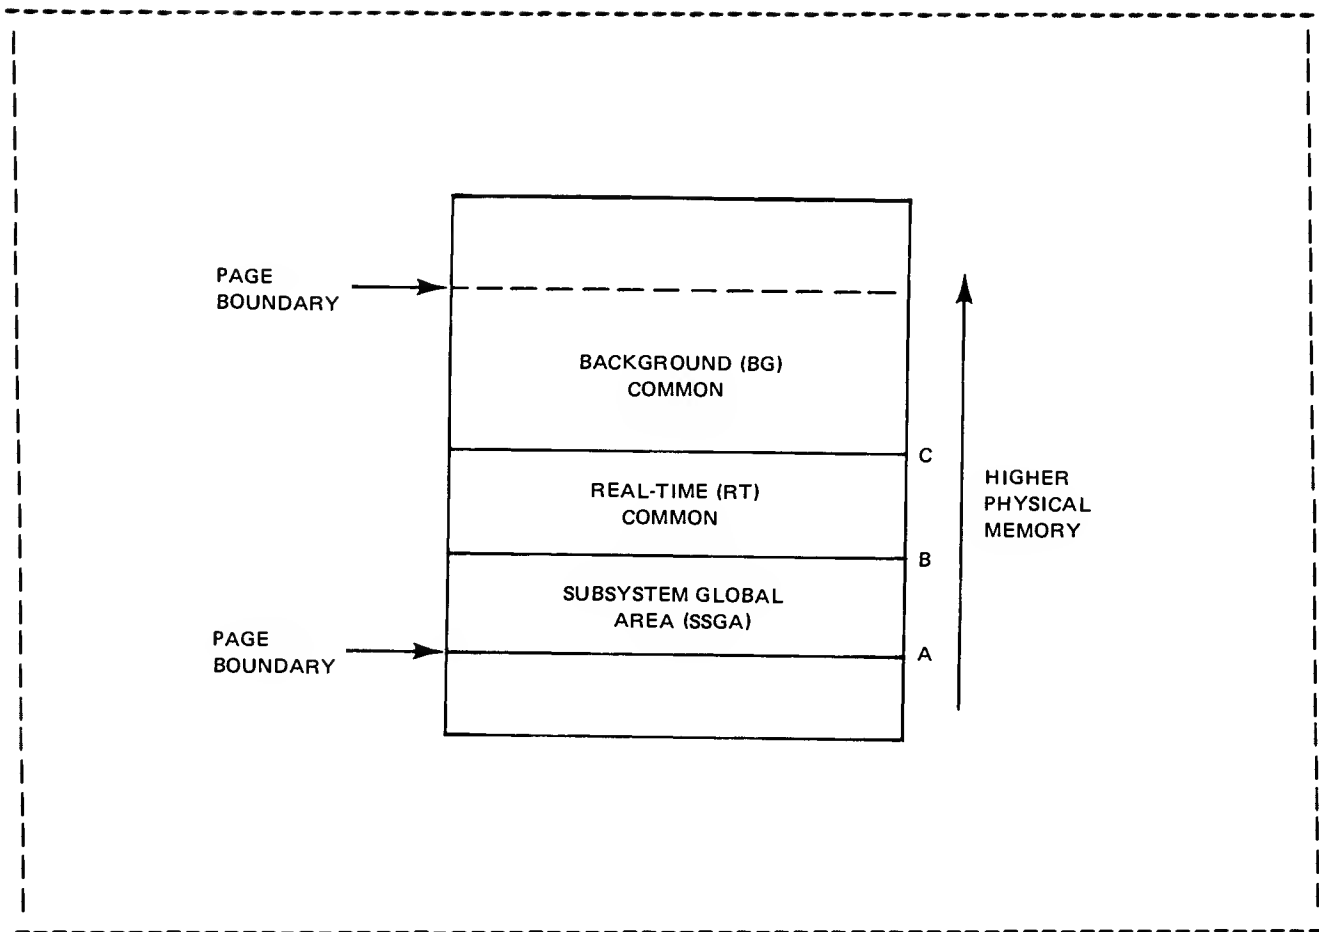 PAGE
BOUNDARY
BACKGROUND (BG)
COMMON
C
REAL-TIME (RT)
COMMON
HIGHER
PHYSICAL
MEMORY
B
SUBSYSTEM GLOBAL
AREA (SSGA)
PAGE
BOUNDARY
A